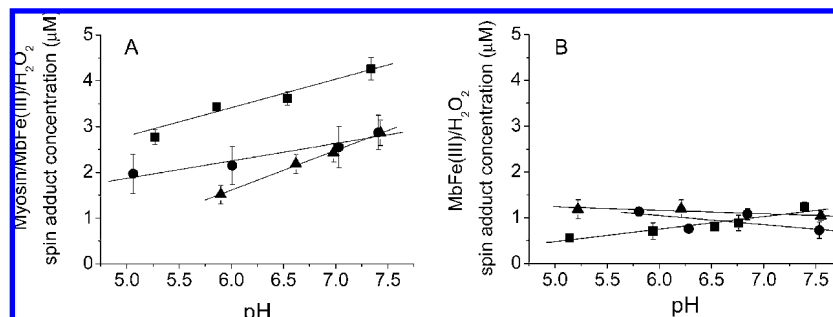 Myosin/MbFe(III)/H₂O₂
spin adduct concentration (μM)
A
5
4
3
2
1
0
5.0 5.5 6.0 6.5 7.0 7.5
pH
MbFe(III)/H₂O₂
spin adduct concentration (μM)
B
5
4
3
2
1
0
5.0 5.5 6.0 6.5 7.0 7.5
pH